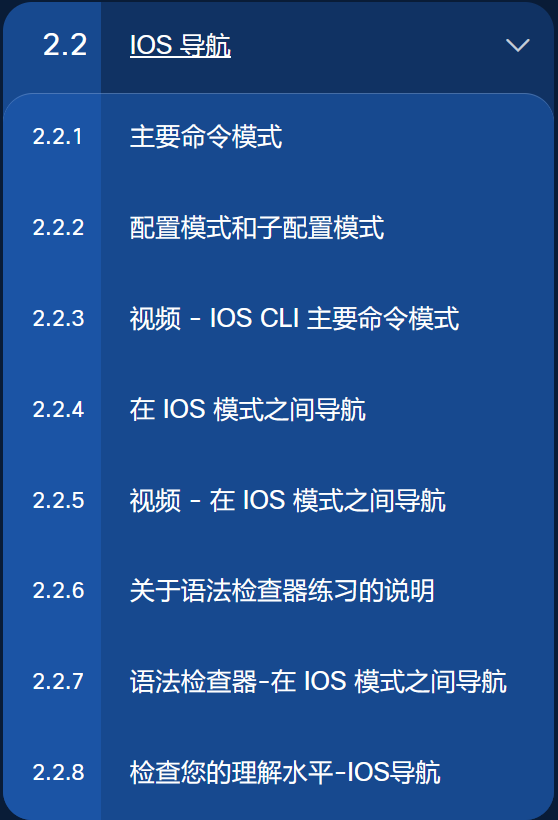 2.2 IOS 导航
2.2.1 主要命令模式
2.2.2 配置模式和子配置模式
2.2.3 视频 - IOS CLI 主要命令模式
2.2.4 在 IOS 模式之间导航
2.2.5 视频 - 在 IOS 模式之间导航
2.2.6 关于语法检查器练习的说明
2.2.7 语法检查器-在 IOS 模式之间导航
2.2.8 检查您的理解水平-IOS导航